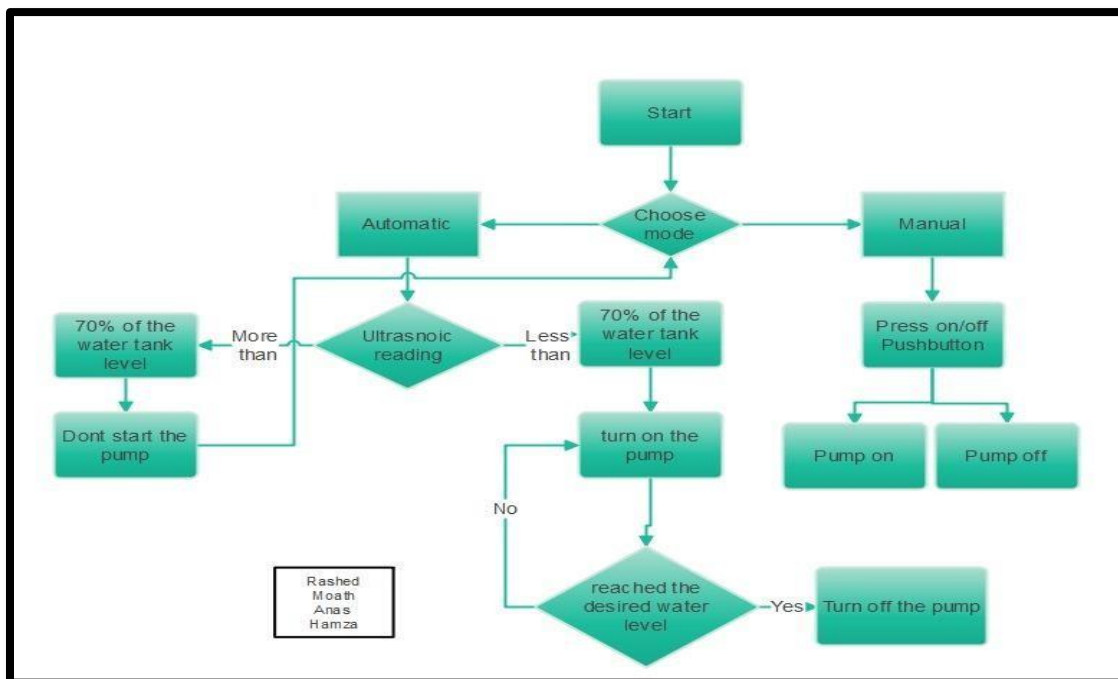 Start
Choose
mode
Automatic
Manual
Ultrasnoic
reading
More
than
70% of the
water tank
level
Dont start the
pump
Less
than
70% of the
water tank
level
turn on the
pump
No
reached the
desired water
level
Yes
Turn off the pump
Press on/off
Pushbutton
Pump on
Pump off
Rashed
Moath
Anas
Hamza